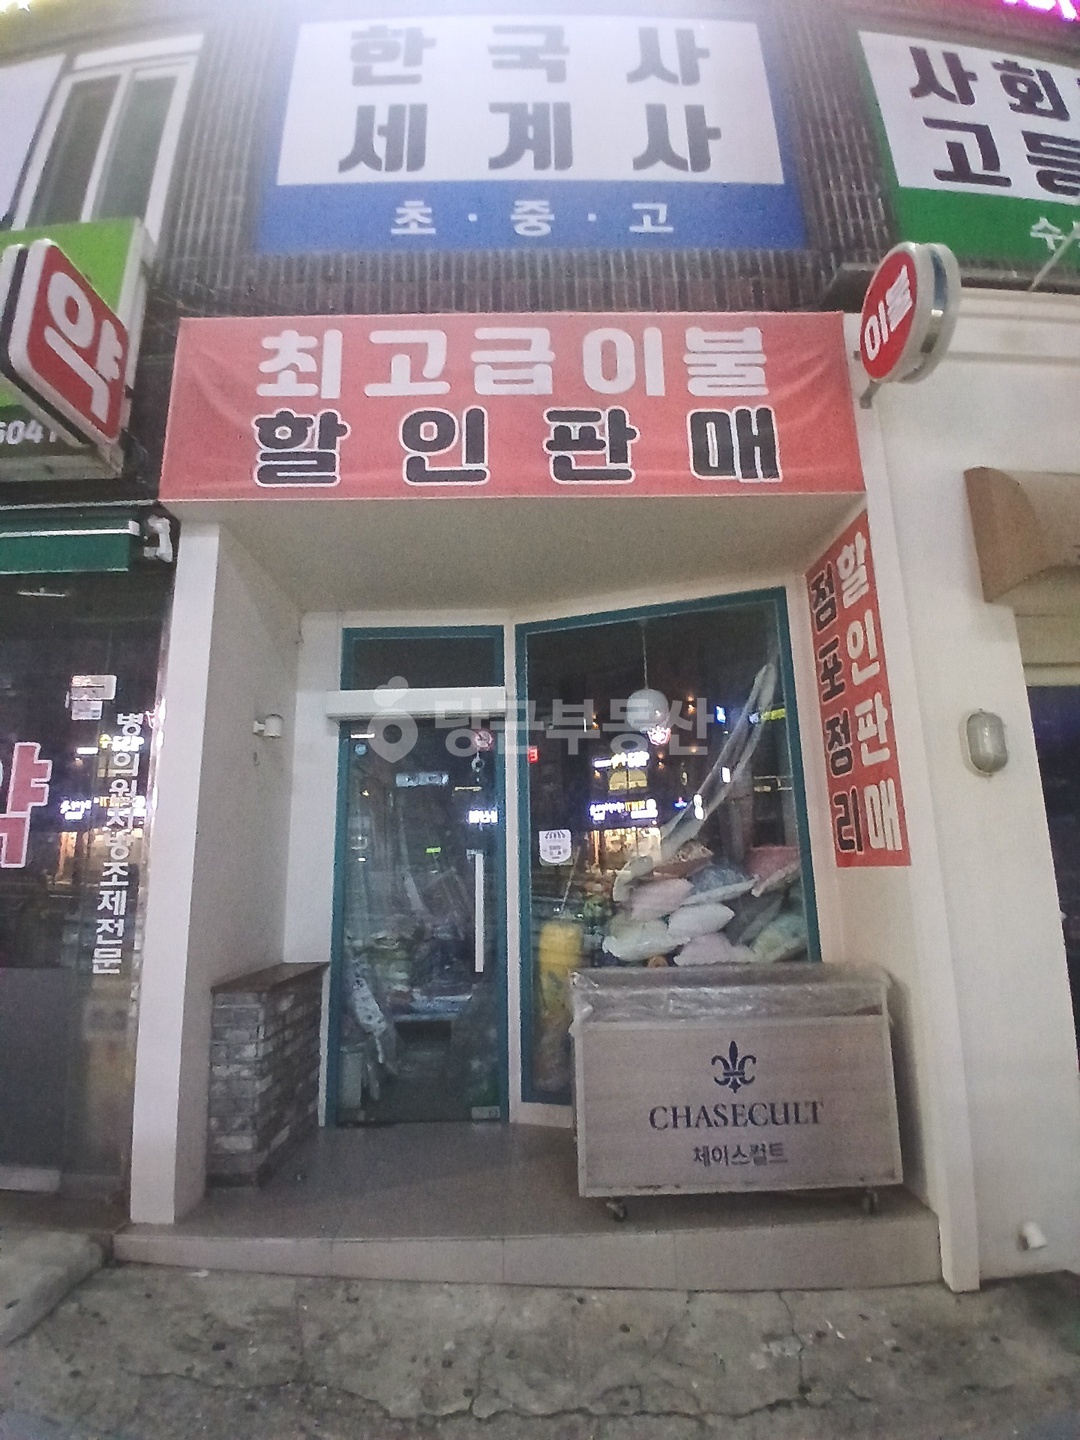 한국사
세계사
초·중·고
사회
고등
수
약
6041
이불
최고급이불
할인판매
할인판매
점포정리
당근부동산
약
병의원처방조제전문
CHASECULT
체이스컬트